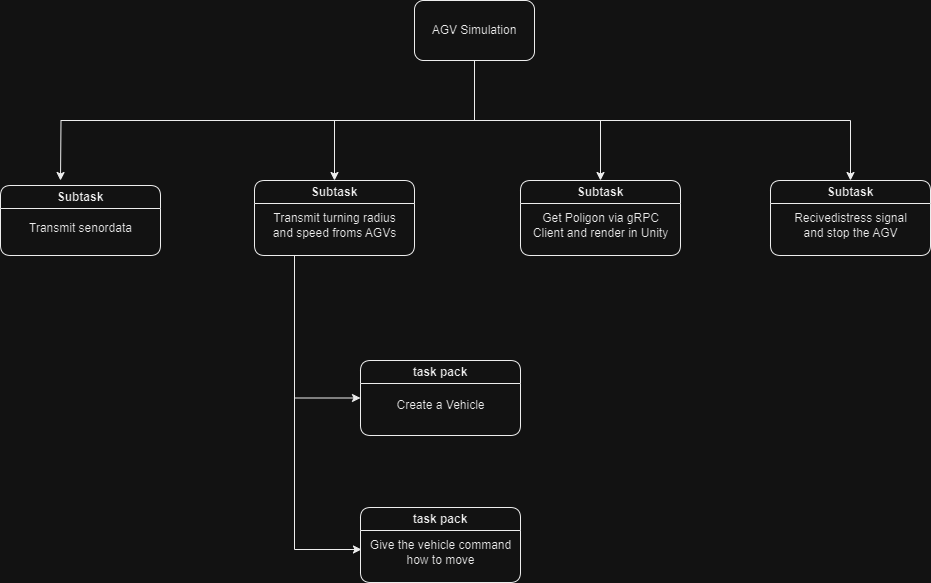 AGV Simulation
Subtask
Transmit senordata
Subtask
Transmit turning radius
and speed froms AGVs
Subtask
Get Poligon via gRPC
Client and render in Unity
Subtask
Recivedistress signal
and stop the AGV
task pack
Create a Vehicle
task pack
Give the vehicle command
how to move